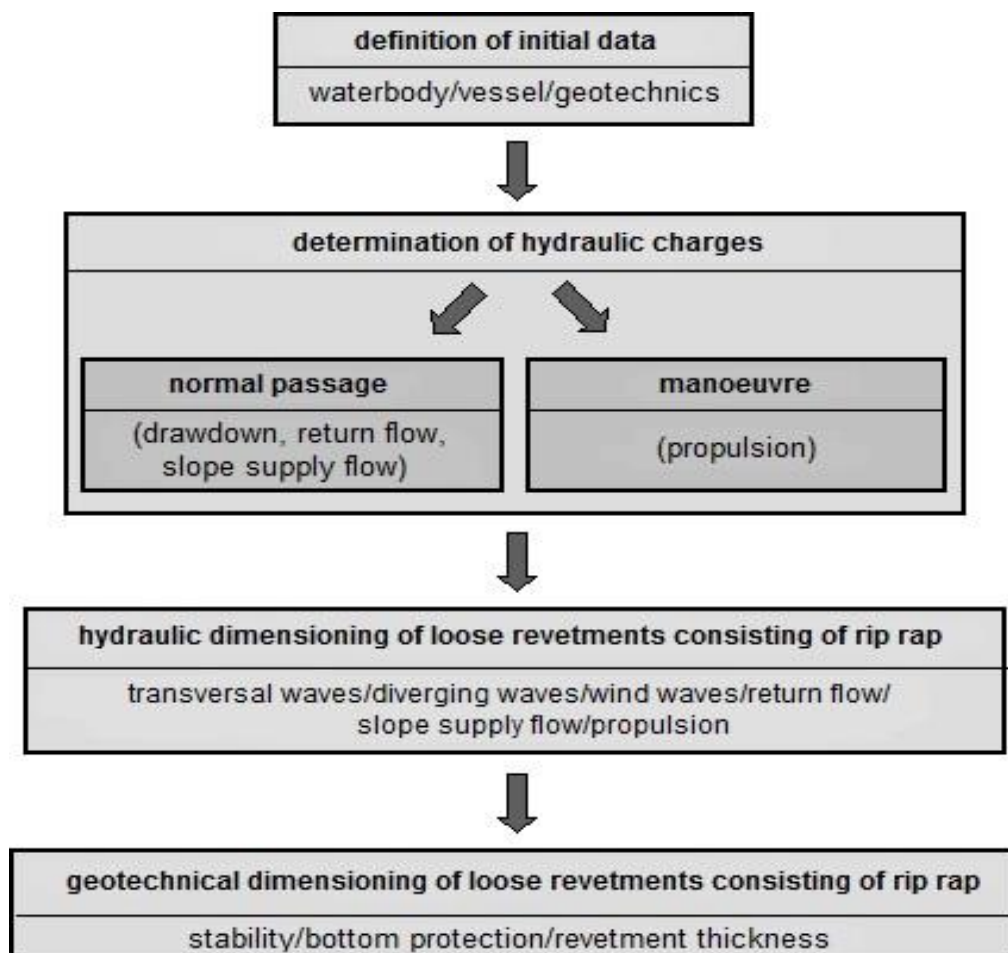 definition of initial data
waterbody/vessel/geotechnics
determination of hydraulic charges
normal passage
(drawdown, return flow,
slope supply flow)
manoeuvre
(propulsion)
hydraulic dimensioning of loose revetments consisting of rip rap
transversal waves/diverging waves/wind waves/return flow/
slope supply flow/propulsion
geotechnical dimensioning of loose revetments consisting of rip rap
stability/bottom protection/revetment thickness